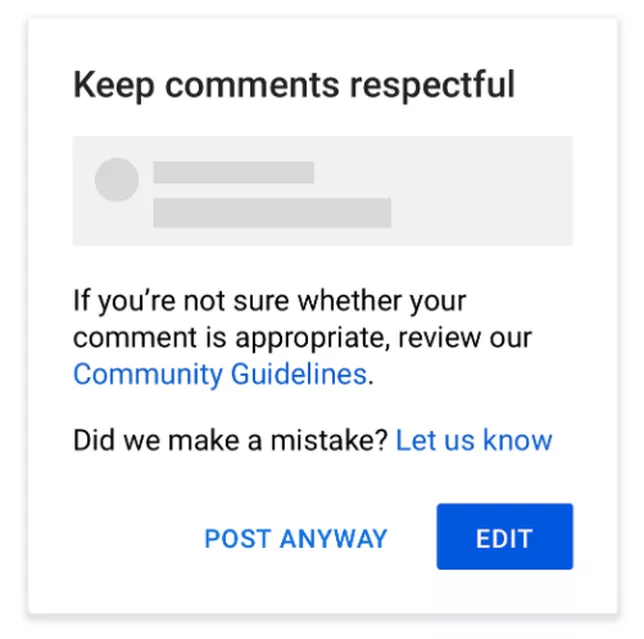 Keep comments respectful
If you’re not sure whether your
comment is appropriate, review our
Community Guidelines.
Did we make a mistake? Let us know
POST ANYWAY EDIT